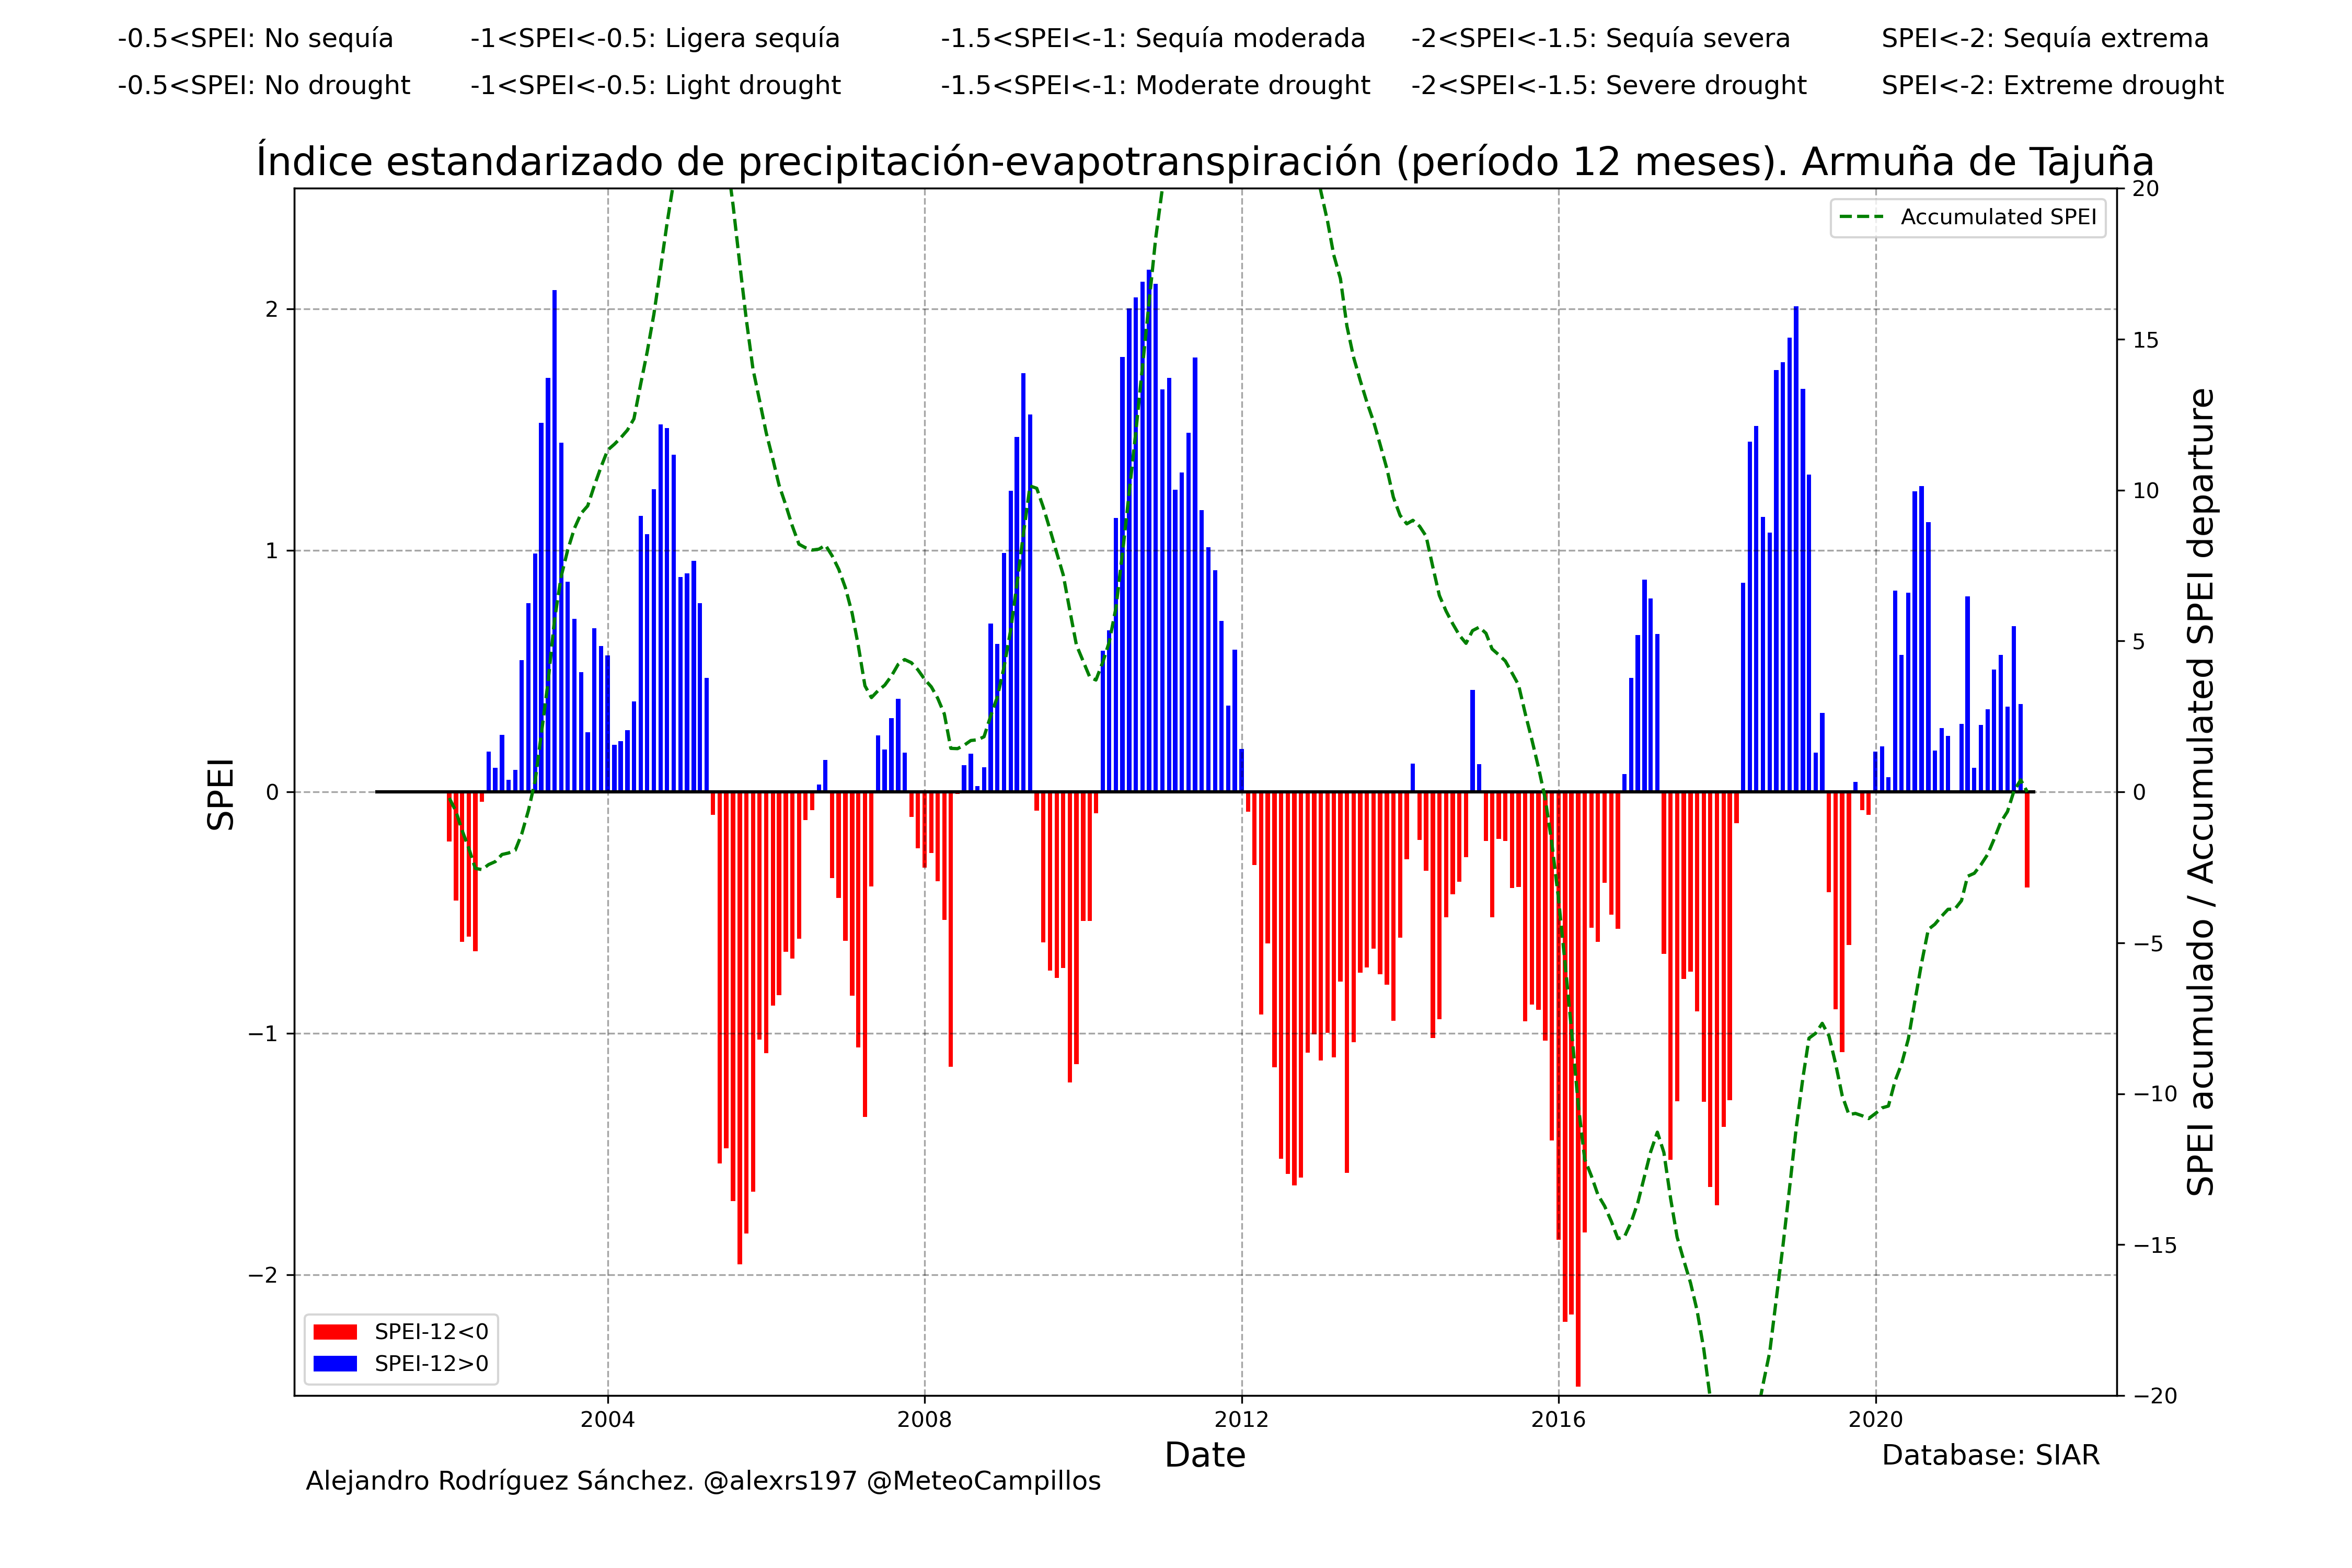 -0.5<SPEI: No sequía -1<SPEI<-0.5: Ligera sequía -1.5<SPEI<-1: Sequía moderada -2<SPEI<-1.5: Sequía severa SPEI<-2: Sequía extrema
-0.5<SPEI: No drought -1<SPEI<-0.5: Light drought -1.5<SPEI<-1: Moderate drought -2<SPEI<-1.5: Severe drought SPEI<-2: Extreme drought
Índice estandarizado de precipitación-evapotranspiración (período 12 meses). Armuña de Tajuña
Accumulated SPEI
SPEI
2
1
0
−1
−2
20
15
10
5
0
−5
−10
−15
−20
SPEI acumulado / Accumulated SPEI departure
SPEI-12<0
SPEI-12>0
2004 2008 2012 2016 2020
Date
Database: SIAR
Alejandro Rodríguez Sánchez. @alexrs197 @MeteoCampillos